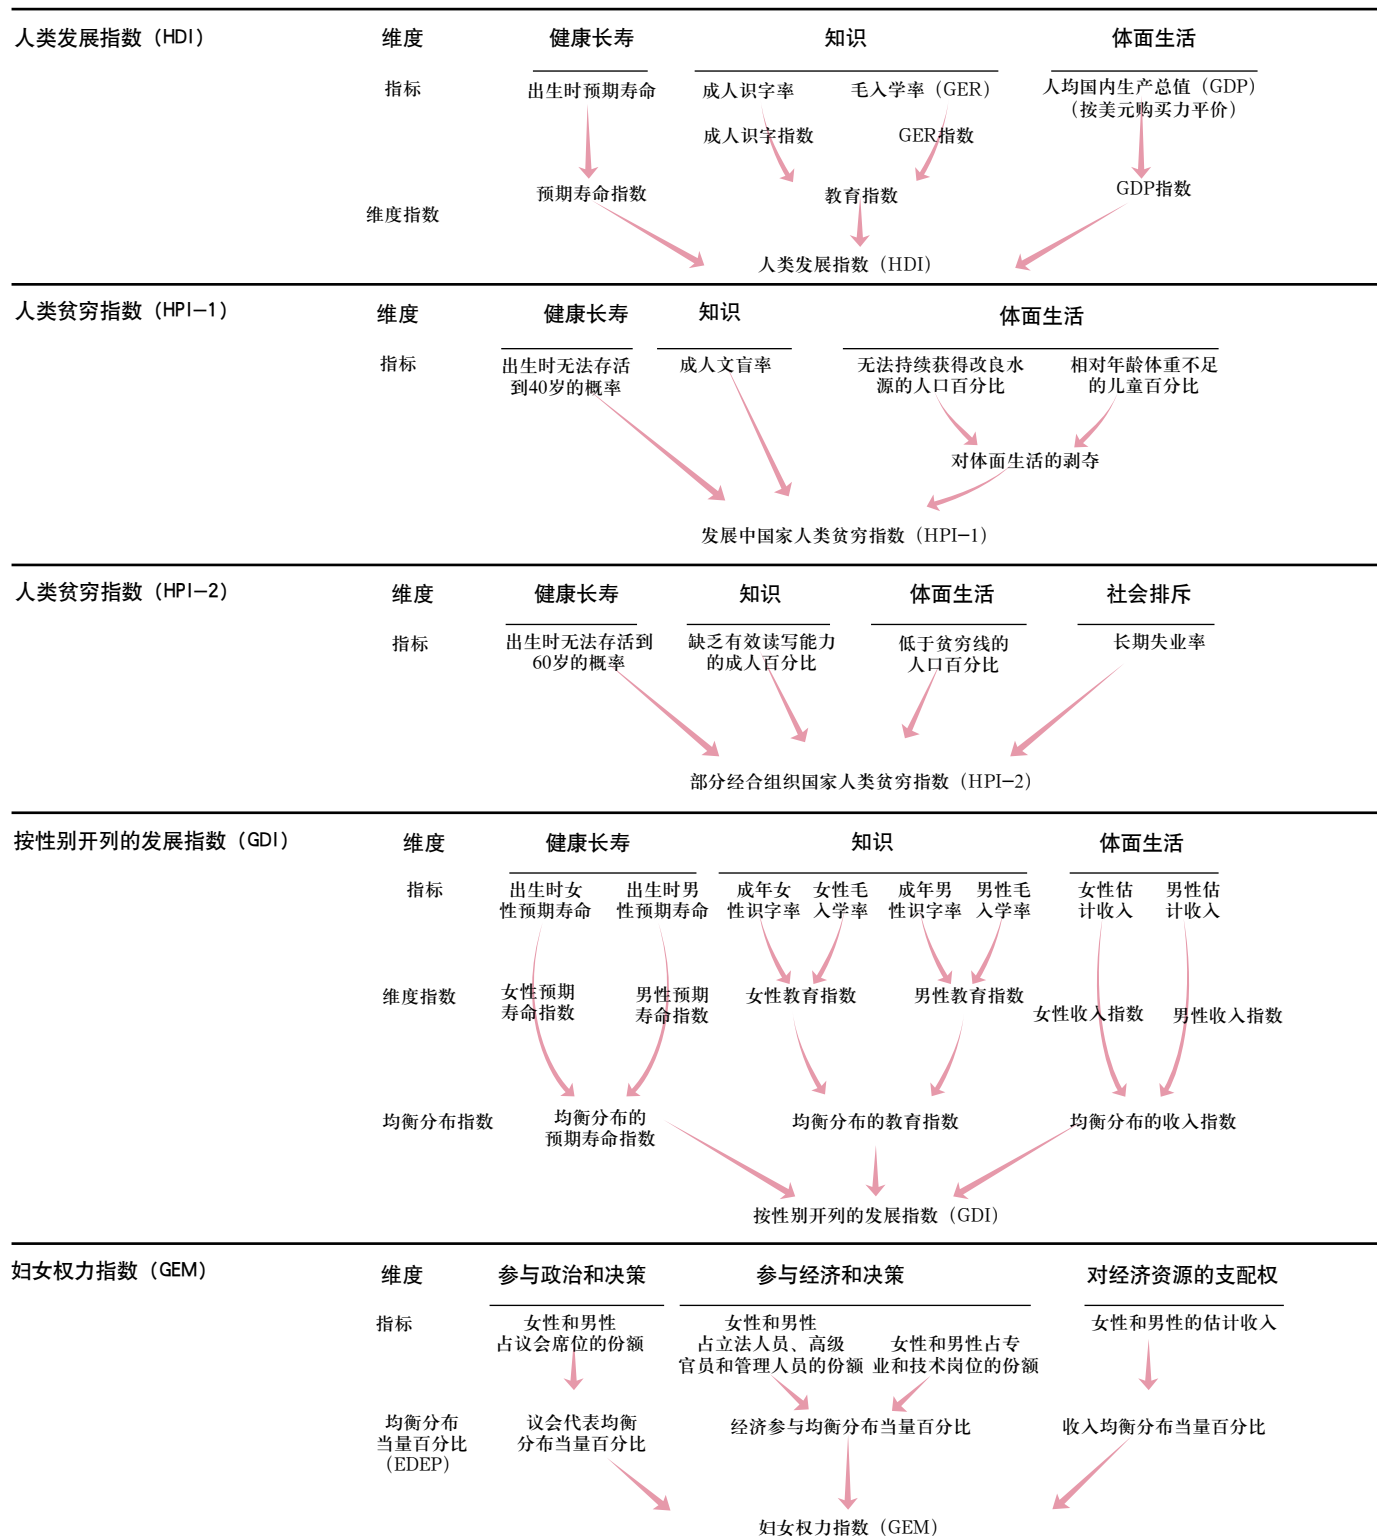 人类发展指数（HDI）
维度
健康长寿
知识
体面生活
指标
出生时预期寿命
成人识字率
毛入学率（GER）
人均国内生产总值（GDP）
（按美元购买力平价）
成人识字指数
GER指数
维度指数
预期寿命指数
教育指数
GDP指数
人类发展指数（HDI）
人类贫穷指数（HPI–1）
维度
健康长寿
知识
体面生活
指标
出生时无法存活
到40岁的概率
成人文盲率
无法持续获得改良水
源的人口百分比
相对年龄体重不足
的儿童百分比
对体面生活的剥夺
发展中国家人类贫穷指数（HPI–1）
人类贫穷指数（HPI–2）
维度
健康长寿
知识
体面生活
社会排斥
指标
出生时无法存活到
60岁的概率
缺乏有效读写能力
的成人百分比
低于贫穷线的
人口百分比
长期失业率
部分经合组织国家人类贫穷指数（HPI–2）
按性别开列的发展指数（GDI）
维度
健康长寿
知识
体面生活
指标
出生时女
性预期寿命
出生时男
性预期寿命
成年女
性识字率
女性毛
入学率
成年男
性识字率
男性毛
入学率
女性估
计收入
男性估
计收入
维度指数
女性预期
寿命指数
男性预期
寿命指数
女性教育指数
男性教育指数
女性收入指数
男性收入指数
均衡分布指数
均衡分布的
预期寿命指数
均衡分布的教育指数
均衡分布的收入指数
按性别开列的发展指数（GDI）
妇女权力指数（GEM）
维度
参与政治和决策
参与经济和决策
对经济资源的支配权
指标
女性和男性
占议会席位的份额
女性和男性
占立法人员、高级
官员和管理人员的份额
女性和男性占专
业和技术岗位的份额
女性和男性的估计收入
均衡分布
当量百分比
（EDEP）
议会代表均衡
分布当量百分比
经济参与均衡分布当量百分比
收入均衡分布当量百分比
妇女权力指数（GEM）